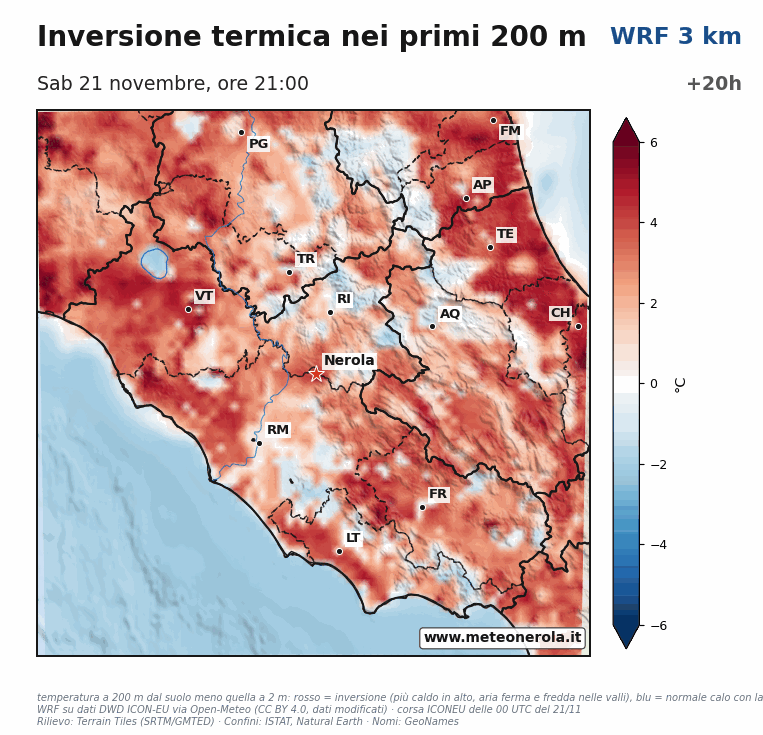 Inversione termica nei primi 200 m WRF 3 km
Sab 21 novembre, ore 21:00 +20h
FM
PG
AP
TE
TR
VT
RI
AQ
CH
Nerola
RM
FR
LT
www.meteonerola.it
6
4
2
0
−2
−4
−6
°C
temperatura a 200 m dal suolo meno quella a 2 m: rosso = inversione (più caldo in alto, aria ferma e fredda nelle valli), blu = normale calo con la
WRF su dati DWD ICON-EU via Open-Meteo (CC BY 4.0, dati modificati) · corsa ICONEU delle 00 UTC del 21/11
Rilievo: Terrain Tiles (SRTM/GMTED) · Confini: ISTAT, Natural Earth · Nomi: GeoNames